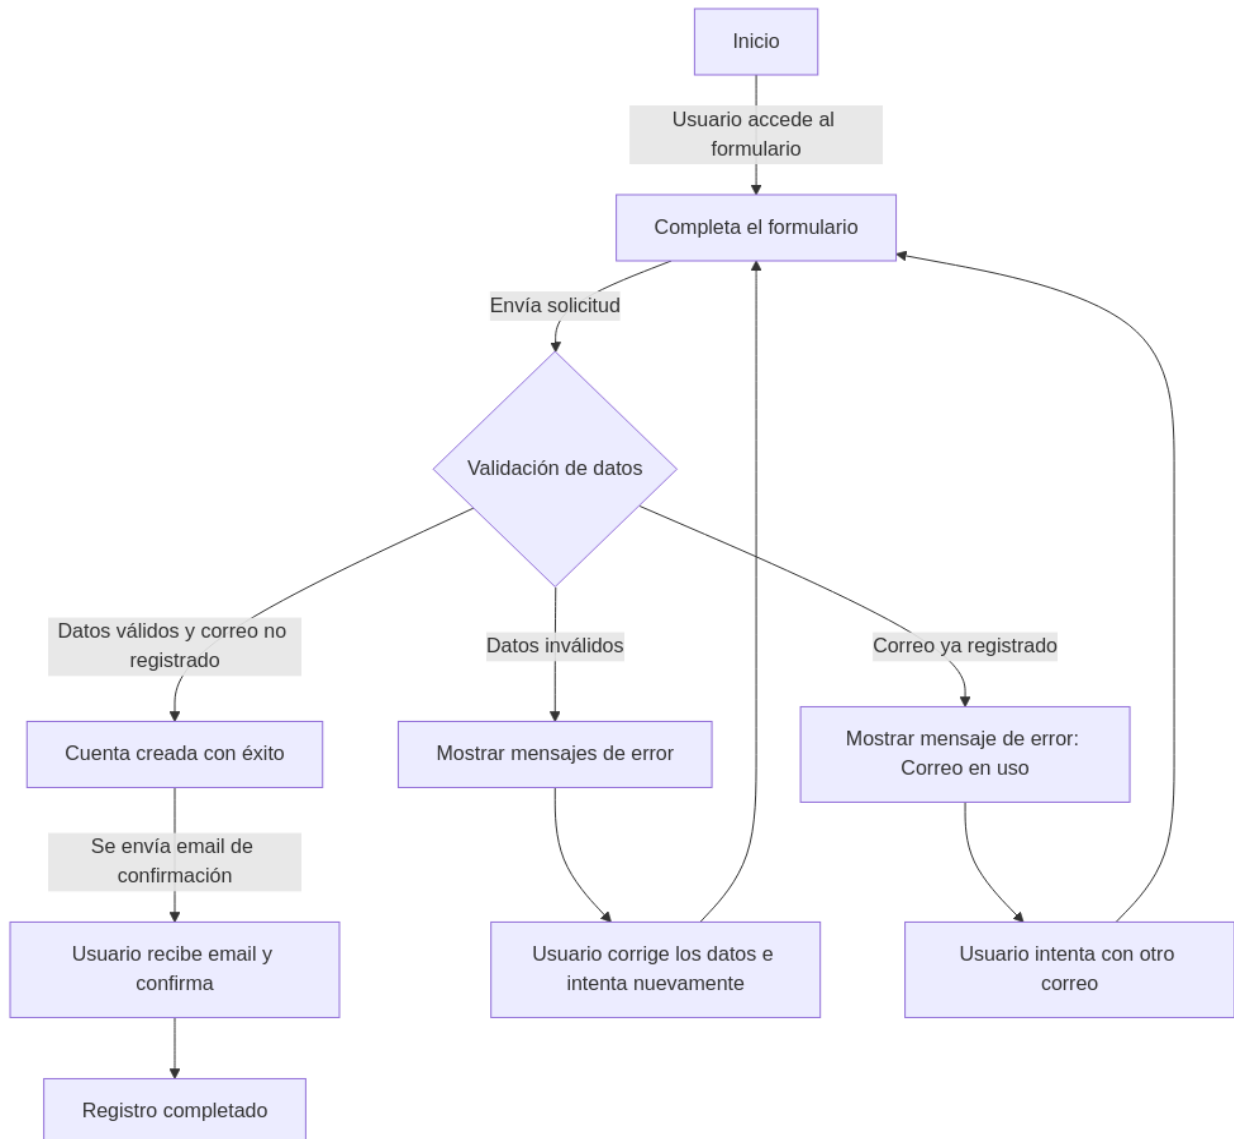 Inicio
Usuario accede al
formulario
Completa el formulario
Envía solicitud
Validación de datos
Datos válidos y correo no
registrado
Datos inválidos
Correo ya registrado
Cuenta creada con éxito
Mostrar mensajes de error
Mostrar mensaje de error:
Correo en uso
Se envía email de
confirmación
Usuario recibe email y
confirma
Usuario corrige los datos e
intenta nuevamente
Usuario intenta con otro
correo
Registro completado